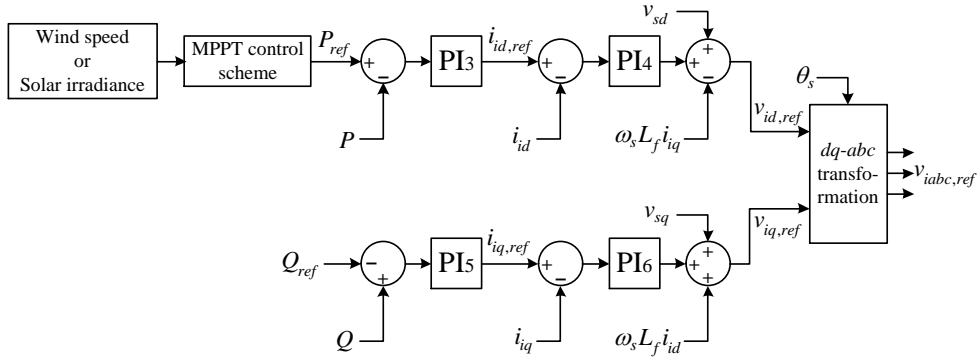 Wind speed
or
Solar irradiance
MPPT control
scheme
P_ref
+
−
P
PI3
i_id,ref
+
−
i_id
PI4
v_sd
+
+
−
ω_s L_f i_iq
v_id,ref
θ_s
dq-abc
transfo-
rmation
v_iabc,ref
Q_ref
−
+
Q
PI5
i_iq,ref
+
−
i_iq
PI6
v_sq
+
+
+
ω_s L_f i_id
v_iq,ref